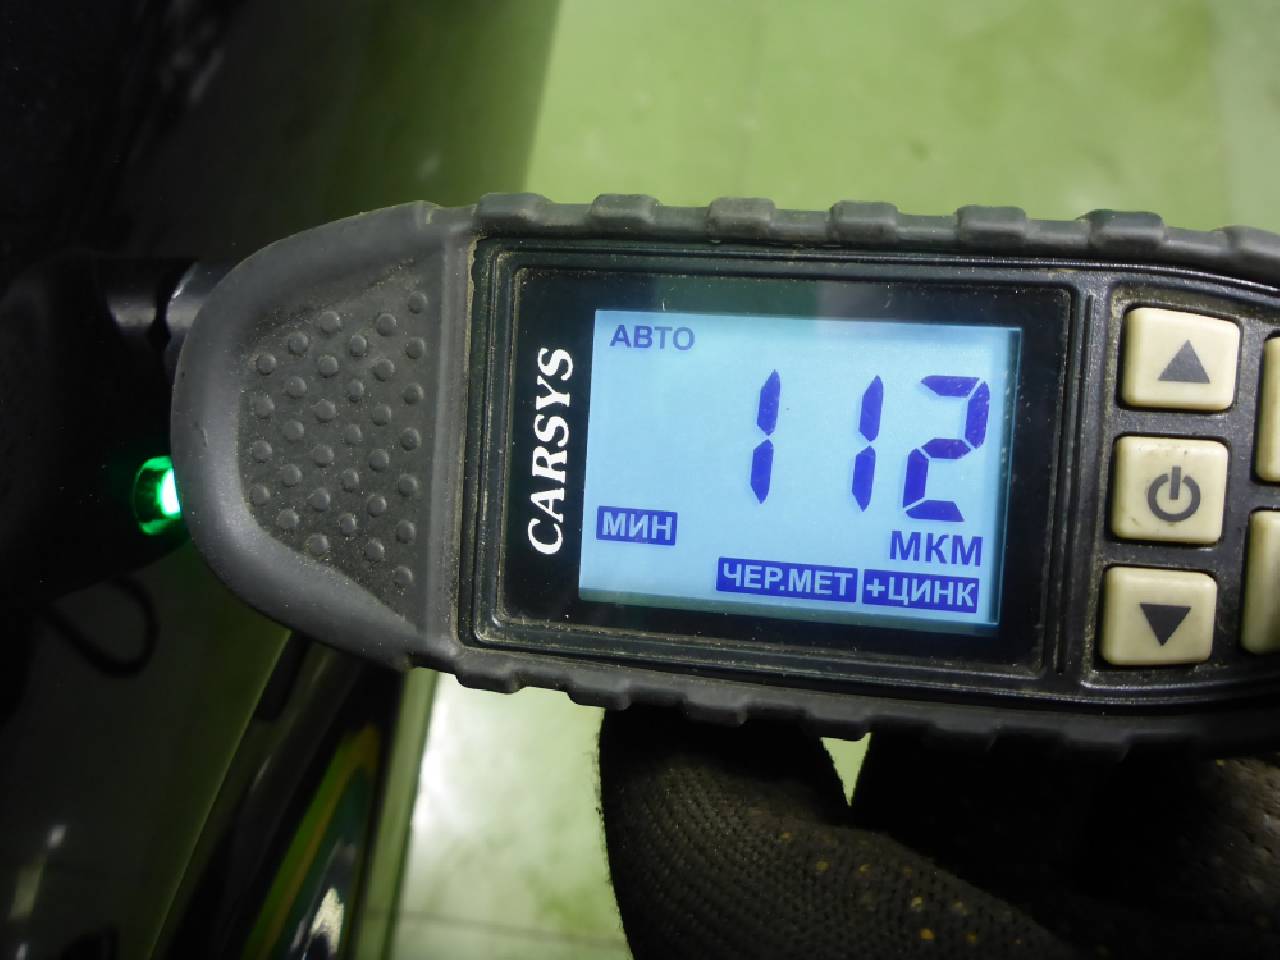 CARSYS
АВТО
112
МИН
МКМ
ЧЕР.МЕТ +ЦИНК